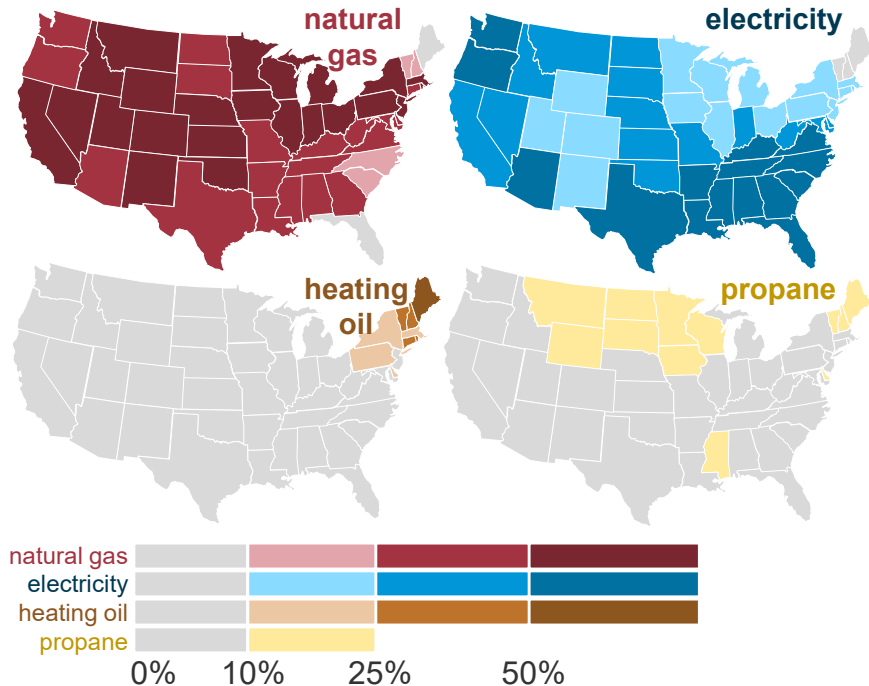 natural
gas
electricity
heating
oil
propane
natural gas
electricity
heating oil
propane
0% 10% 25% 50%